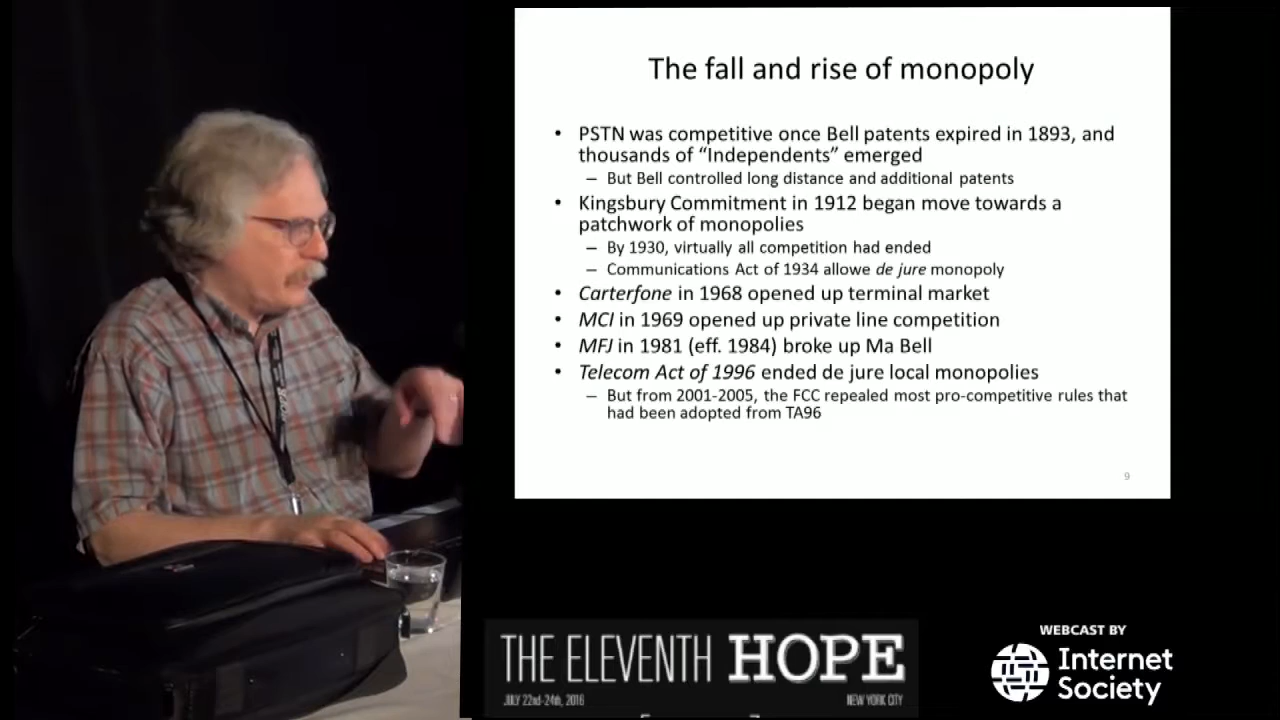 The fall and rise of monopoly
• PSTN was competitive once Bell patents expired in 1893, and
thousands of “Independents” emerged
– But Bell controlled long distance and additional patents
• Kingsbury Commitment in 1912 began move towards a
patchwork of monopolies
– By 1930, virtually all competition had ended
– Communications Act of 1934 allowe de jure monopoly
• Carterfone in 1968 opened up terminal market
• MCI in 1969 opened up private line competition
• MFJ in 1981 (eff. 1984) broke up Ma Bell
• Telecom Act of 1996 ended de jure local monopolies
– But from 2001-2005, the FCC repealed most pro-competitive rules that
had been adopted from TA96
9
THE ELEVENTH HOPE
JULY 22nd-24th, 2016 NEW YORK CITY
WEBCAST BY
Internet
Society